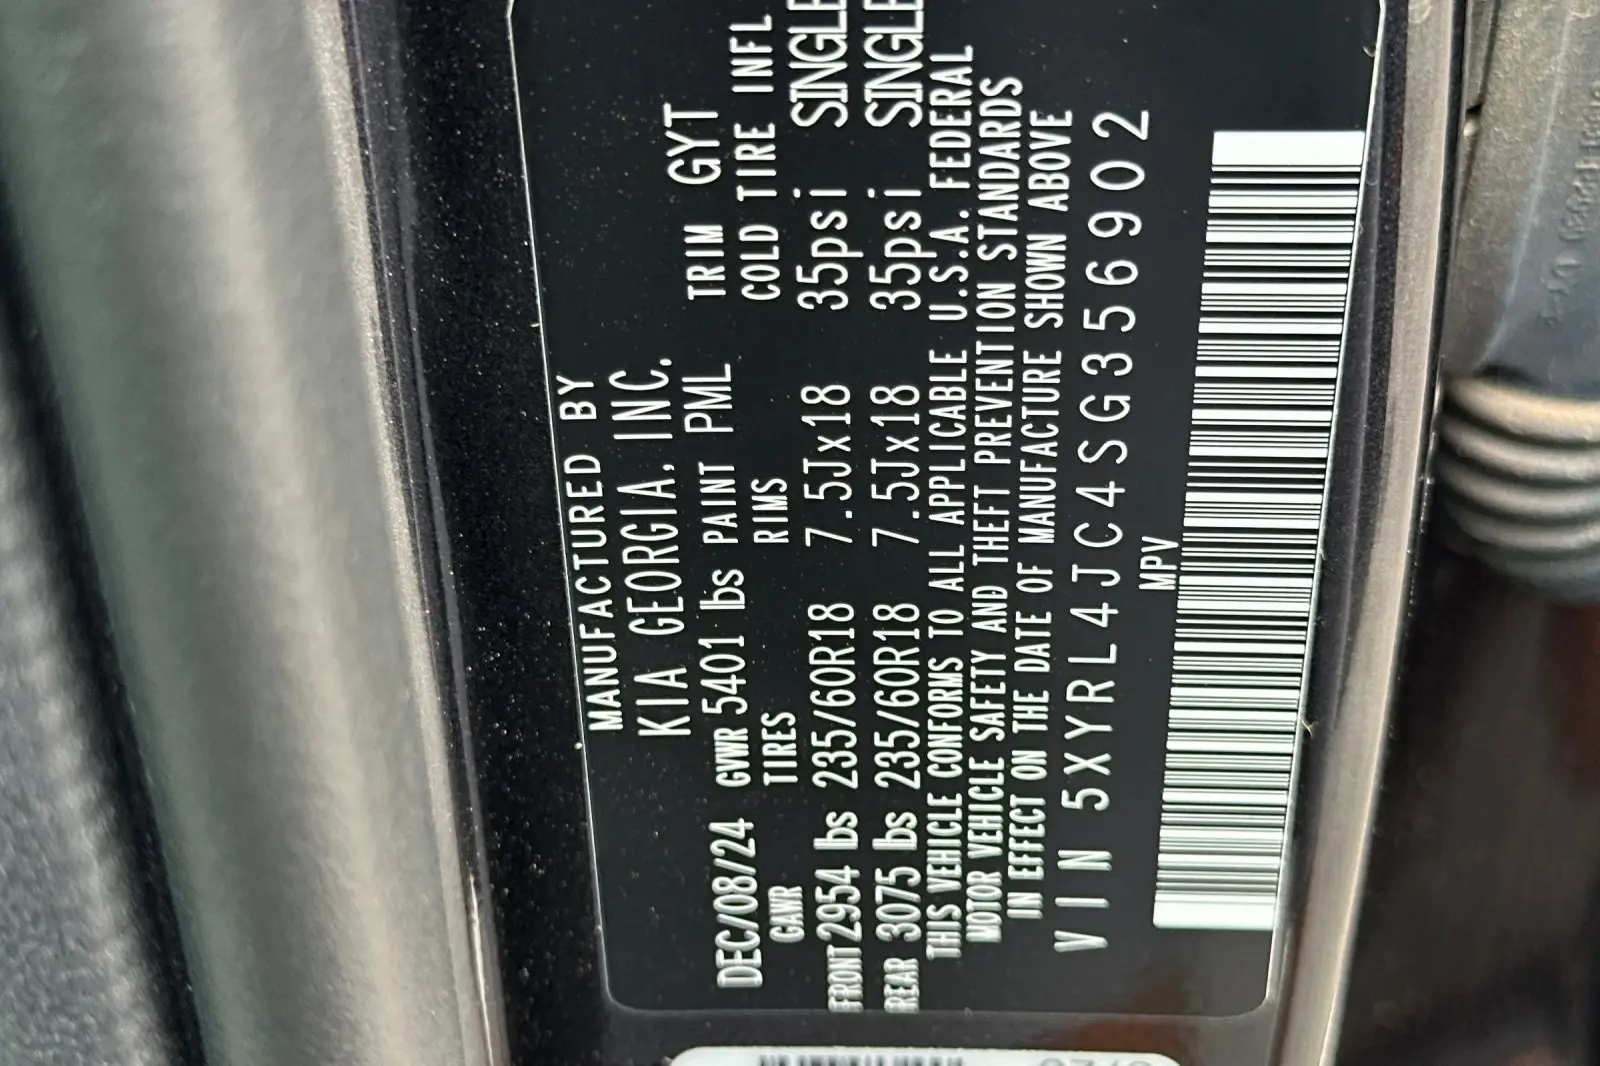 MANUFACTURED BY
KIA GEORGIA, INC.
DEC/08/24 GVWR 5401 lbs PAINT PML TRIM GYT
GAWR TIRES RIMS COLD TIRE INFL
FRONT 2954 lbs 235/60R18 7.5Jx18 35psi SINGLE
REAR 3075 lbs 235/60R18 7.5Jx18 35psi SINGLE
THIS VEHICLE CONFORMS TO ALL APPLICABLE U.S.A. FEDERAL
MOTOR VEHICLE SAFETY AND THEFT PREVENTION STANDARDS
IN EFFECT ON THE DATE OF MANUFACTURE SHOWN ABOVE
VIN 5XYRL4JC4SG356902
MPV